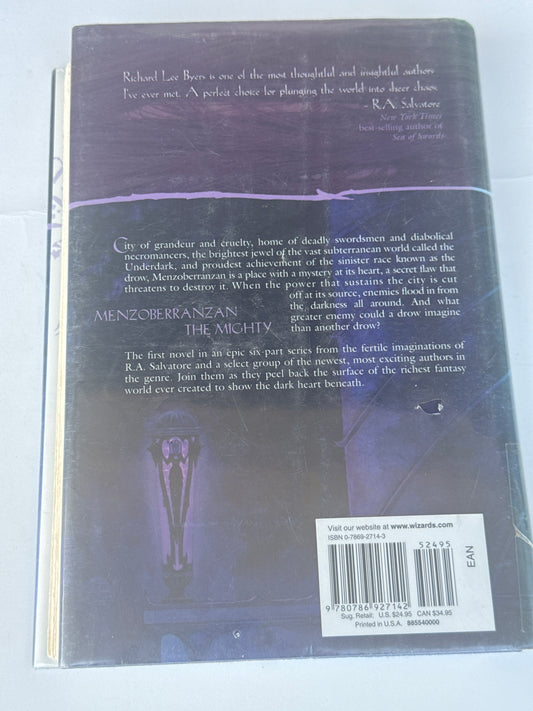 Richard Lee Byers is one of the most thoughtful and insightful authors
I've ever met. A perfect choice for plunging the world into sheer chaos.
- R.A. Salvatore
New York Times
best-selling author of
Sea of Swords
City of grandeur and cruelty, home of deadly swordsmen and diabolical
necromancers, the brightest jewel of the vast subterranean world called the
Underdark, and proudest achievement of the sinister race known as the
drow, Menzoberranzan is a place with a mystery at its heart, a secret flaw that
threatens to destroy it. When the power that sustains the city is cut
off at its source, enemies flood in from
the darkness all around. And what
greater enemy could a drow imagine
than another drow?
MENZOBERRANZAN
THE MIGHTY
The first novel in an epic six-part series from the fertile imaginations of
R.A. Salvatore and a select group of the newest, most exciting authors in
the genre. Join them as they peel back the surface of the richest fantasy
world ever created to show the dark heart beneath.
Visit our website at www.wizards.com
ISBN 0-7869-2714-3
52495
EAN
9 780786 927142
Sug. Retail: U.S. $24.95 CAN $34.95
Printed in U.S.A. 885540000